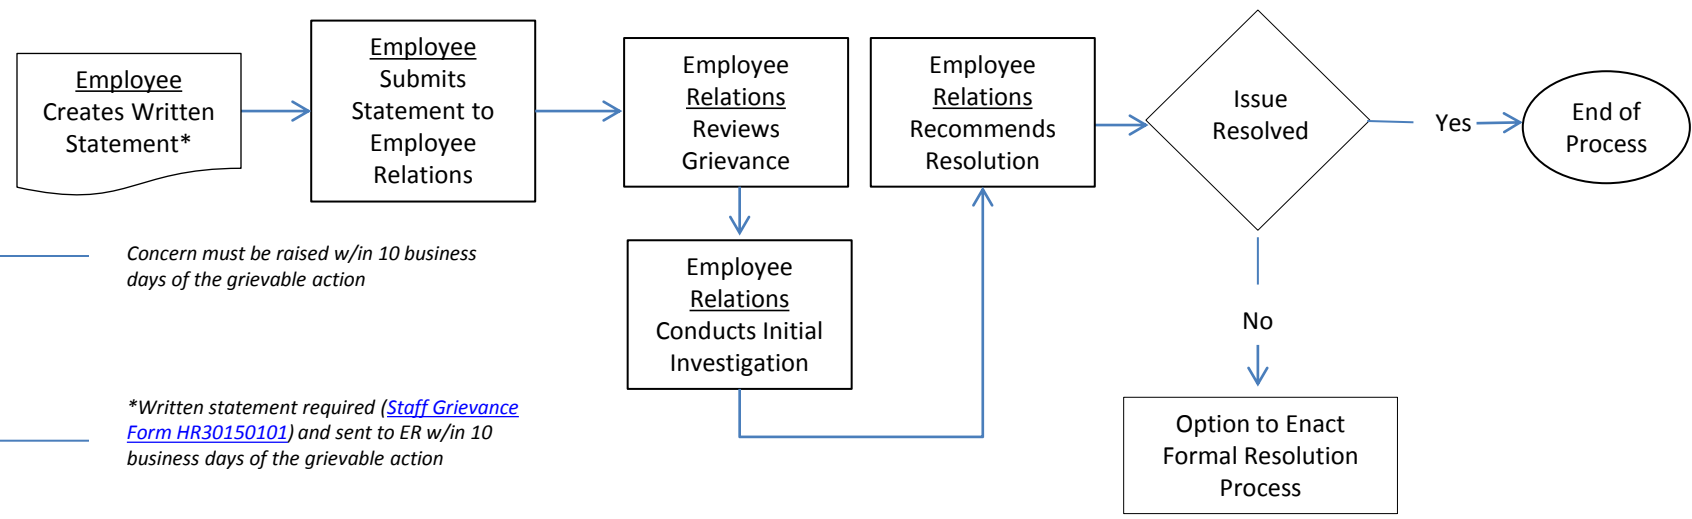 Employee
Creates Written
Statement*
Employee
Submits
Statement to
Employee
Relations
Employee
Relations
Reviews
Grievance
Employee
Relations
Conducts Initial
Investigation
Employee
Relations
Recommends
Resolution
Issue
Resolved
Yes
End of
Process
No
Option to Enact
Formal Resolution
Process
Concern must be raised w/in 10 business
days of the grievable action
*Written statement required (Staff Grievance
Form HR30150101) and sent to ER w/in 10
business days of the grievable action